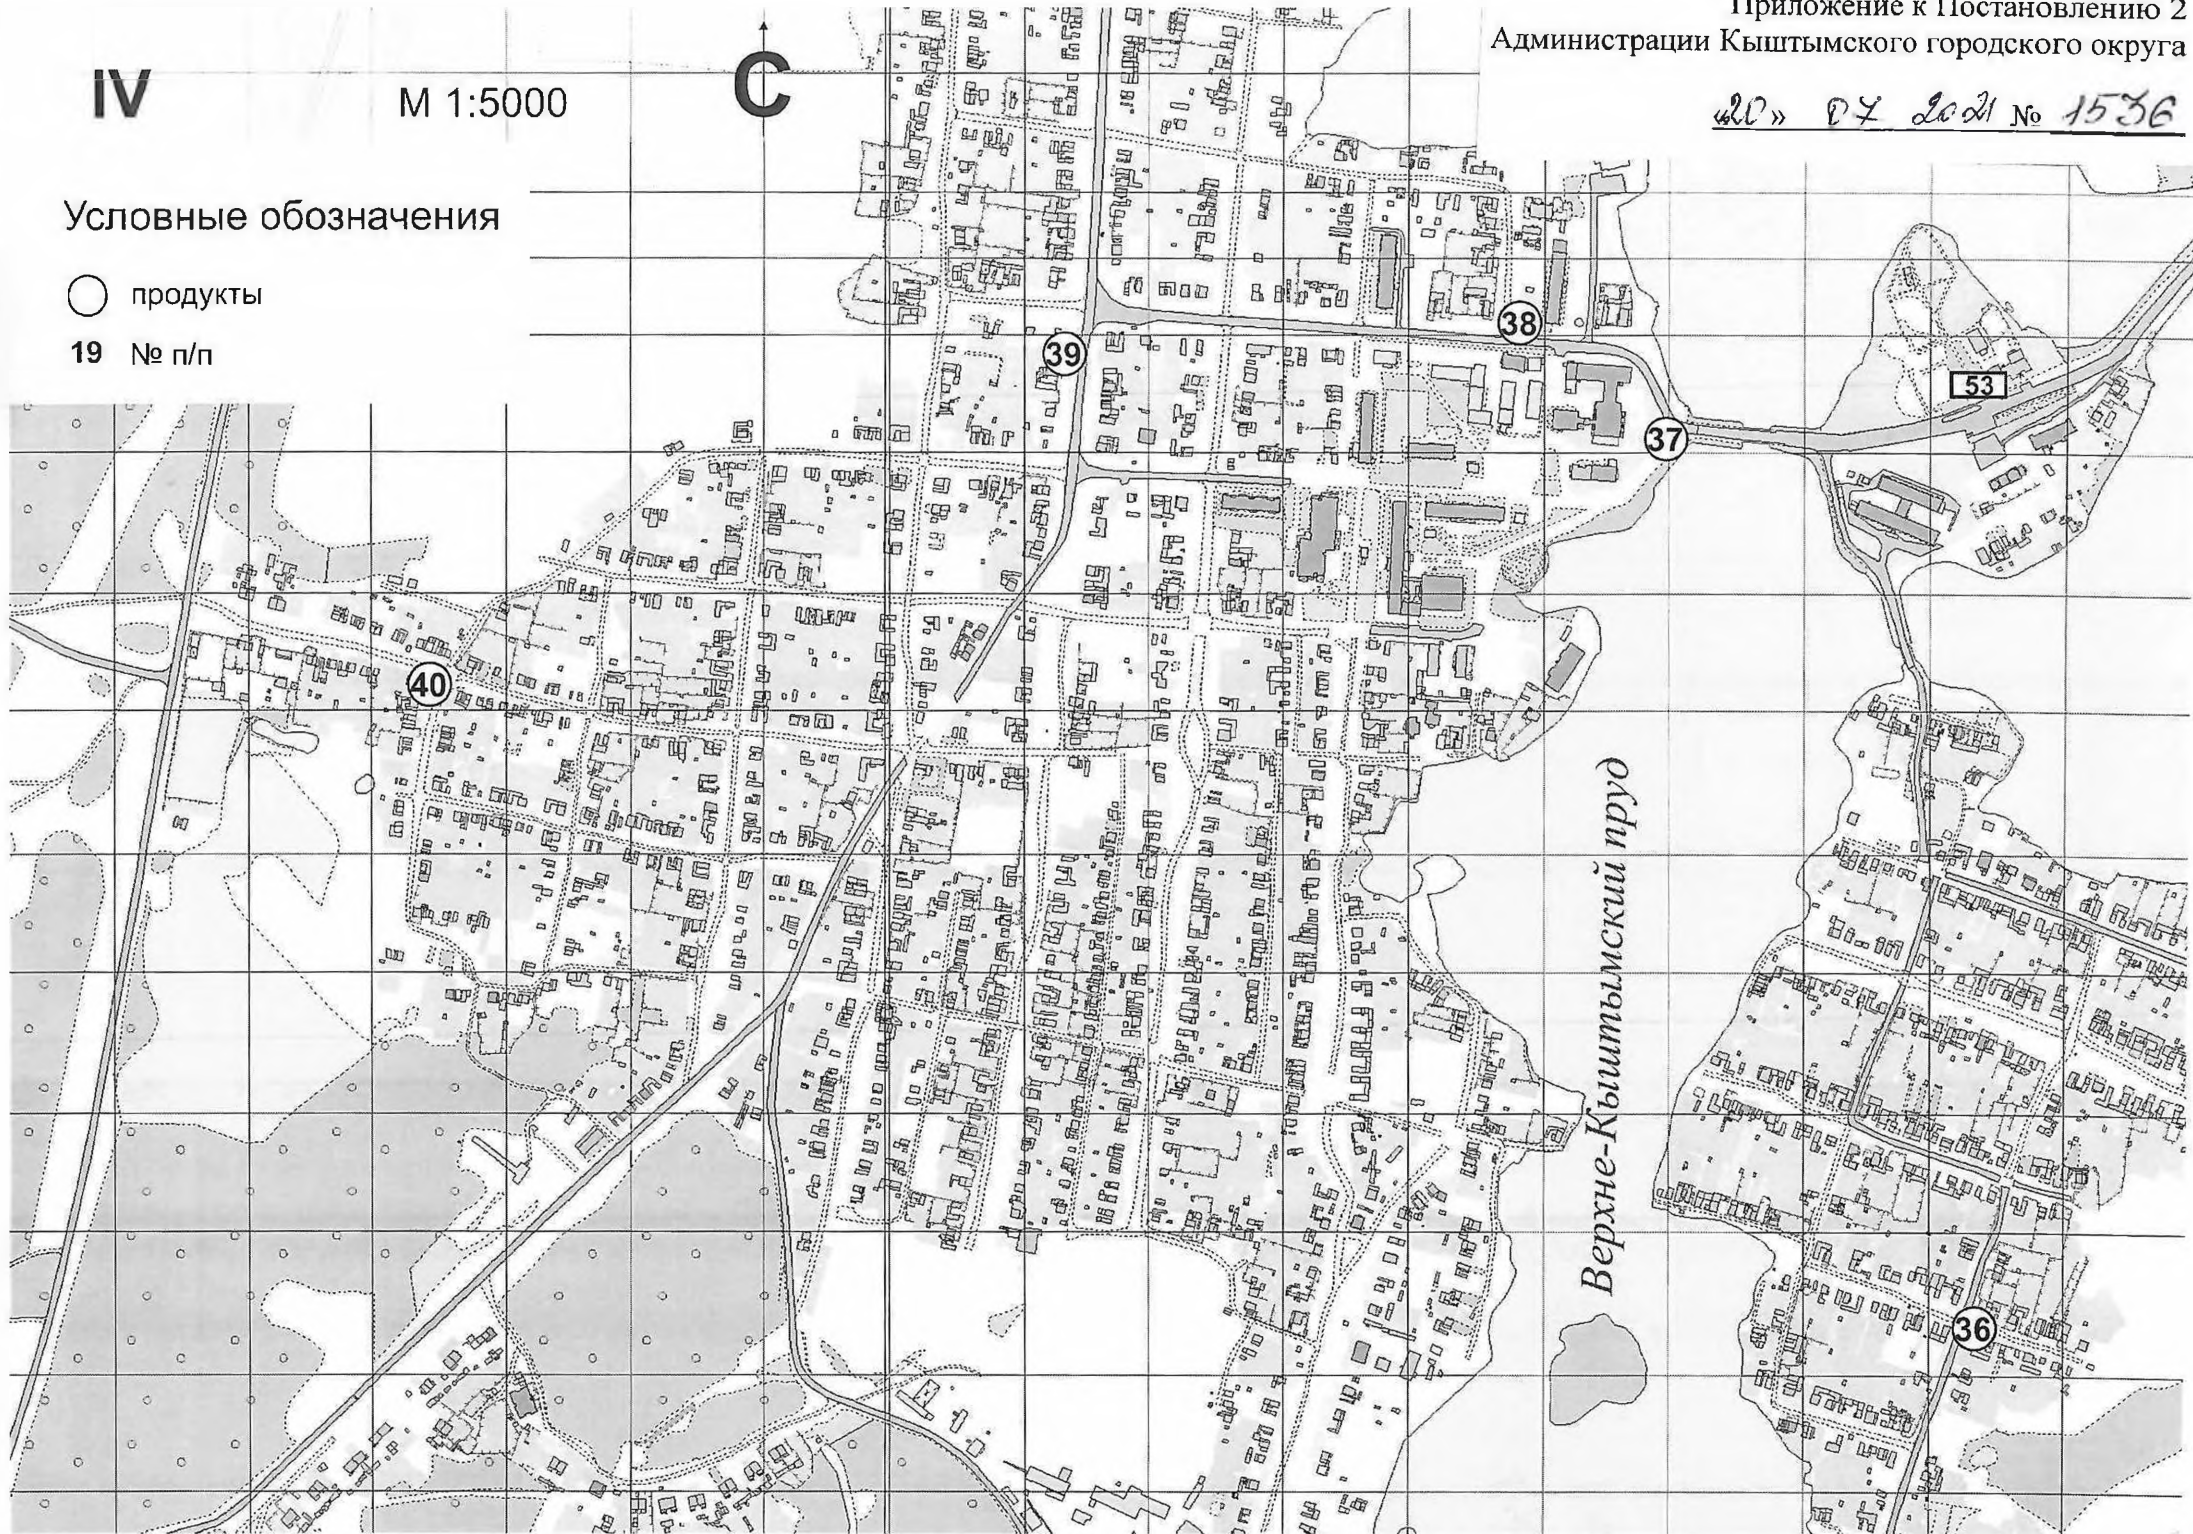 Приложение к Постановлению 2
Администрации Кыштымского городского округа
«20» 07 2021 № 1536
IV
М 1:5000
С
Условные обозначения
продукты
19 № п/п
38
39
53
37
40
Верхне-Кыштымский пруд
36